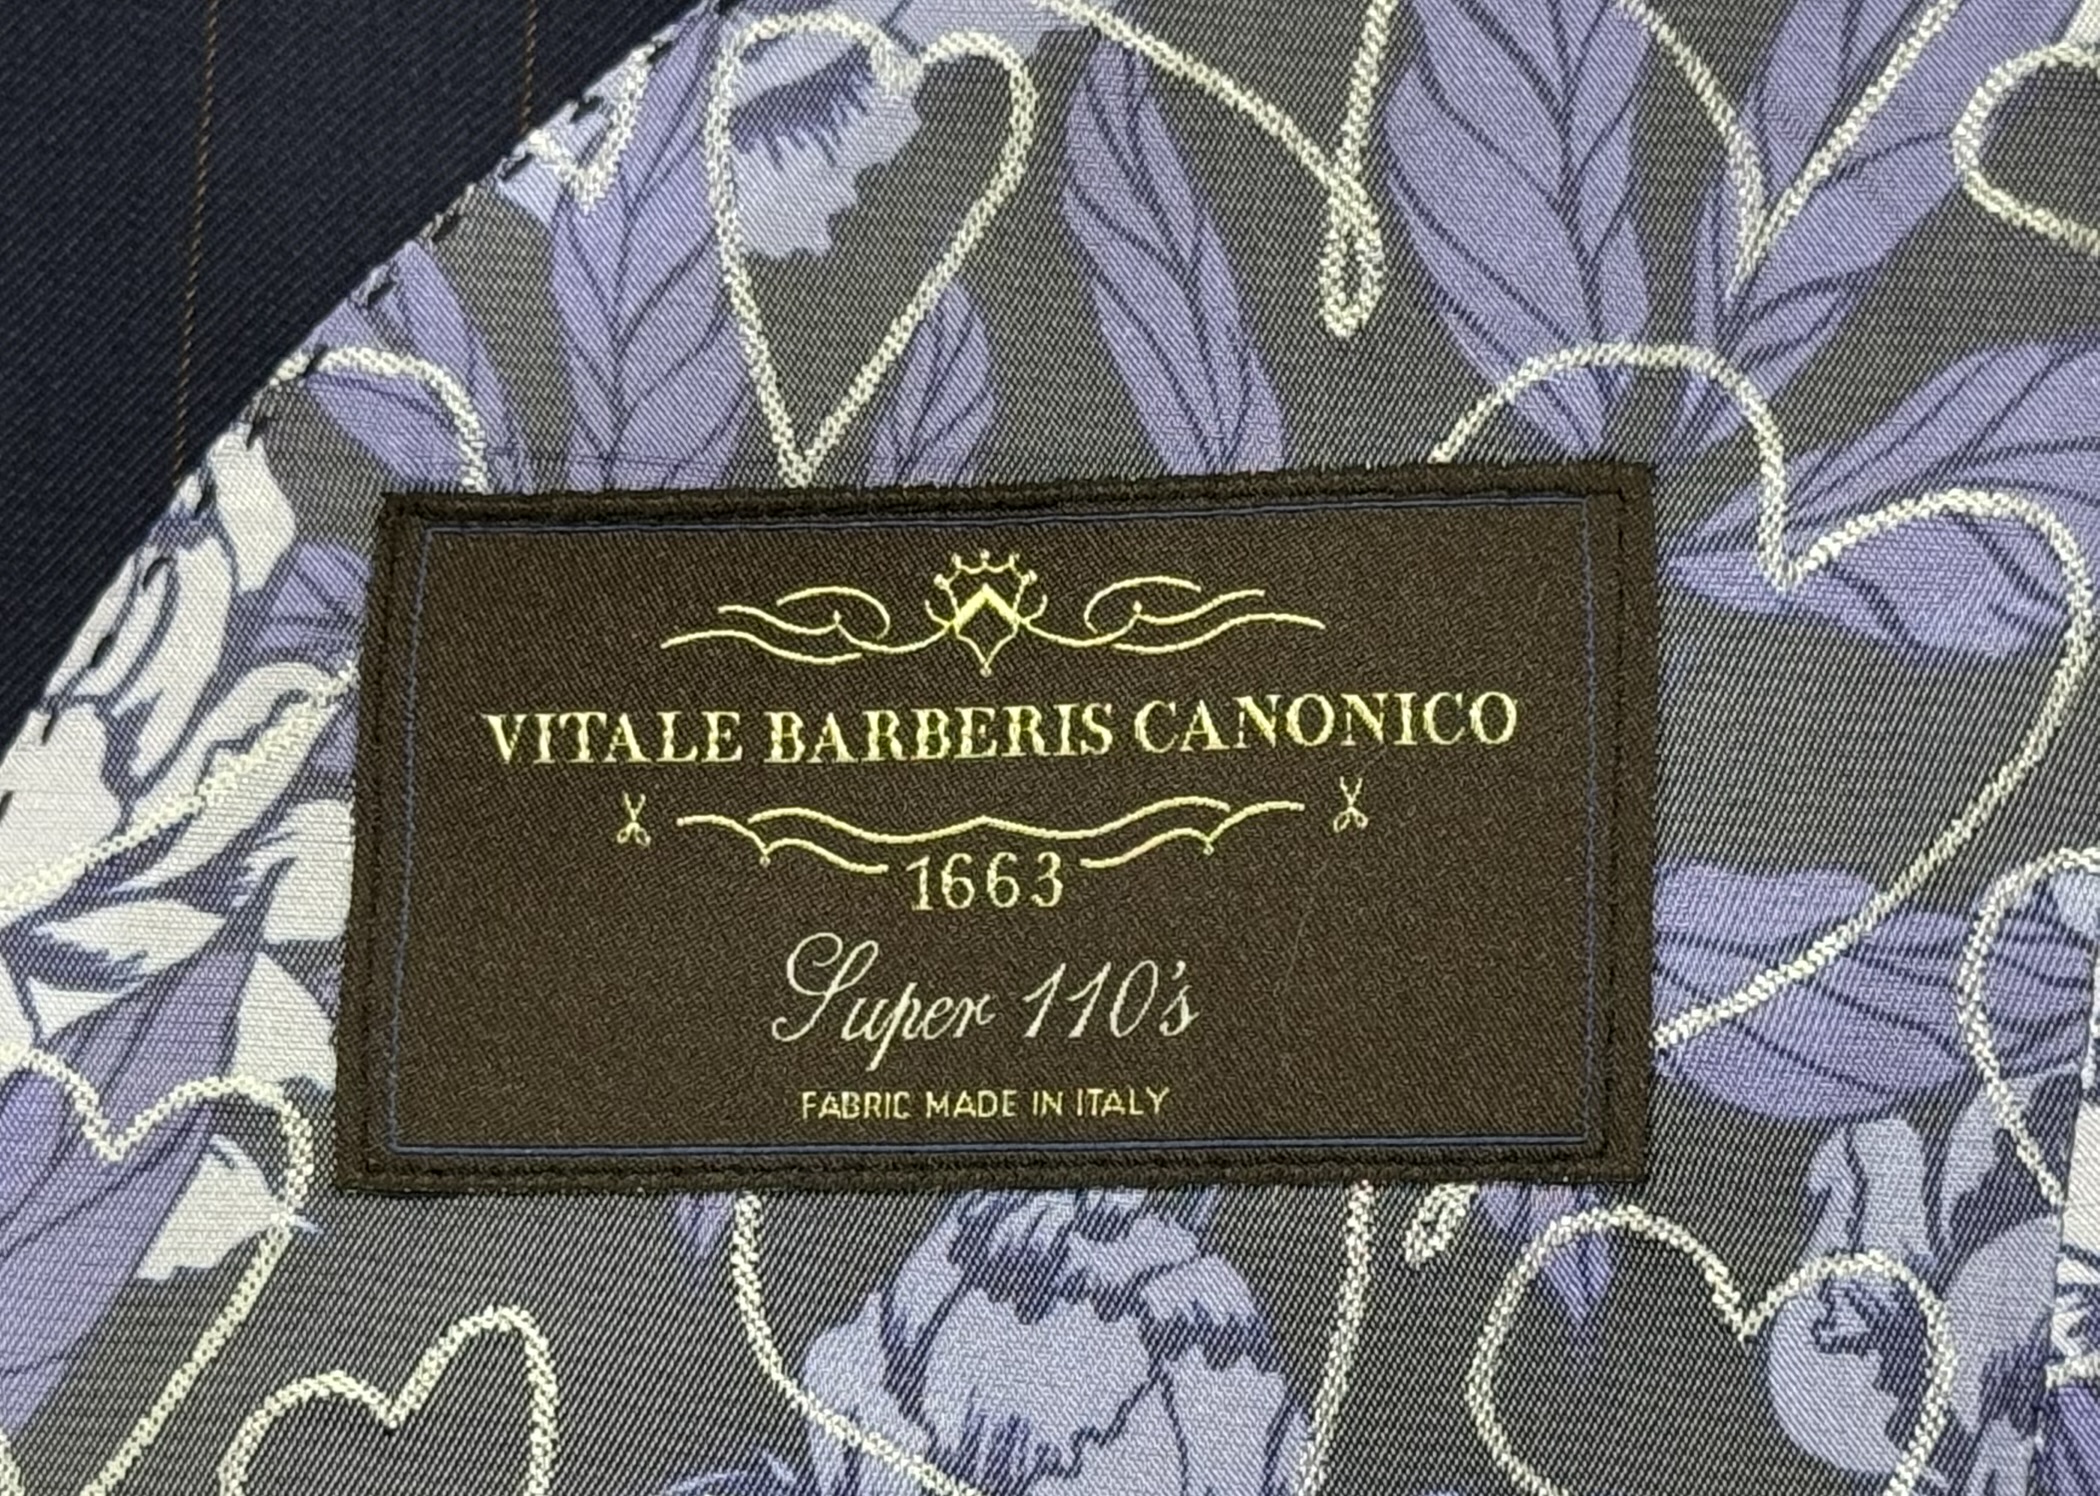 VITALE BARBERIS CANONICO
1663
Super 110's
FABRIC MADE IN ITALY